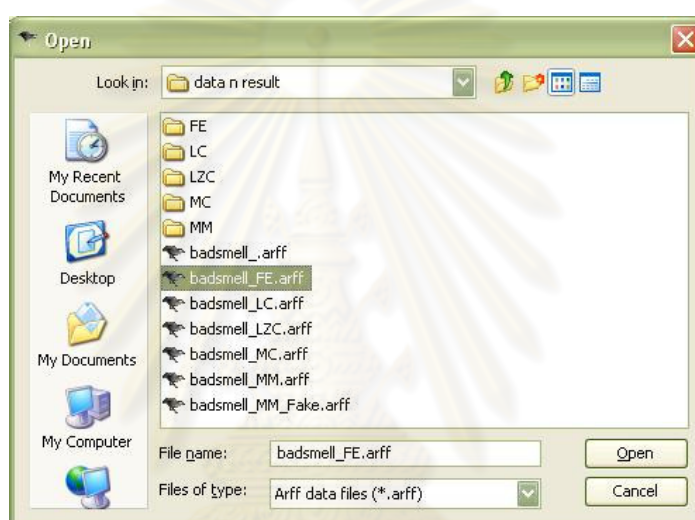 Open
Look in: data n result
My Recent Documents
Desktop
My Documents
My Computer
FE
LC
LZC
MC
MM
badsmell_.arff
badsmell_FE.arff
badsmell_LC.arff
badsmell_LZC.arff
badsmell_MC.arff
badsmell_MM.arff
badsmell_MM_Fake.arff
File name: badsmell_FE.arff
Open
Files of type: Arff data files (*.arff)
Cancel